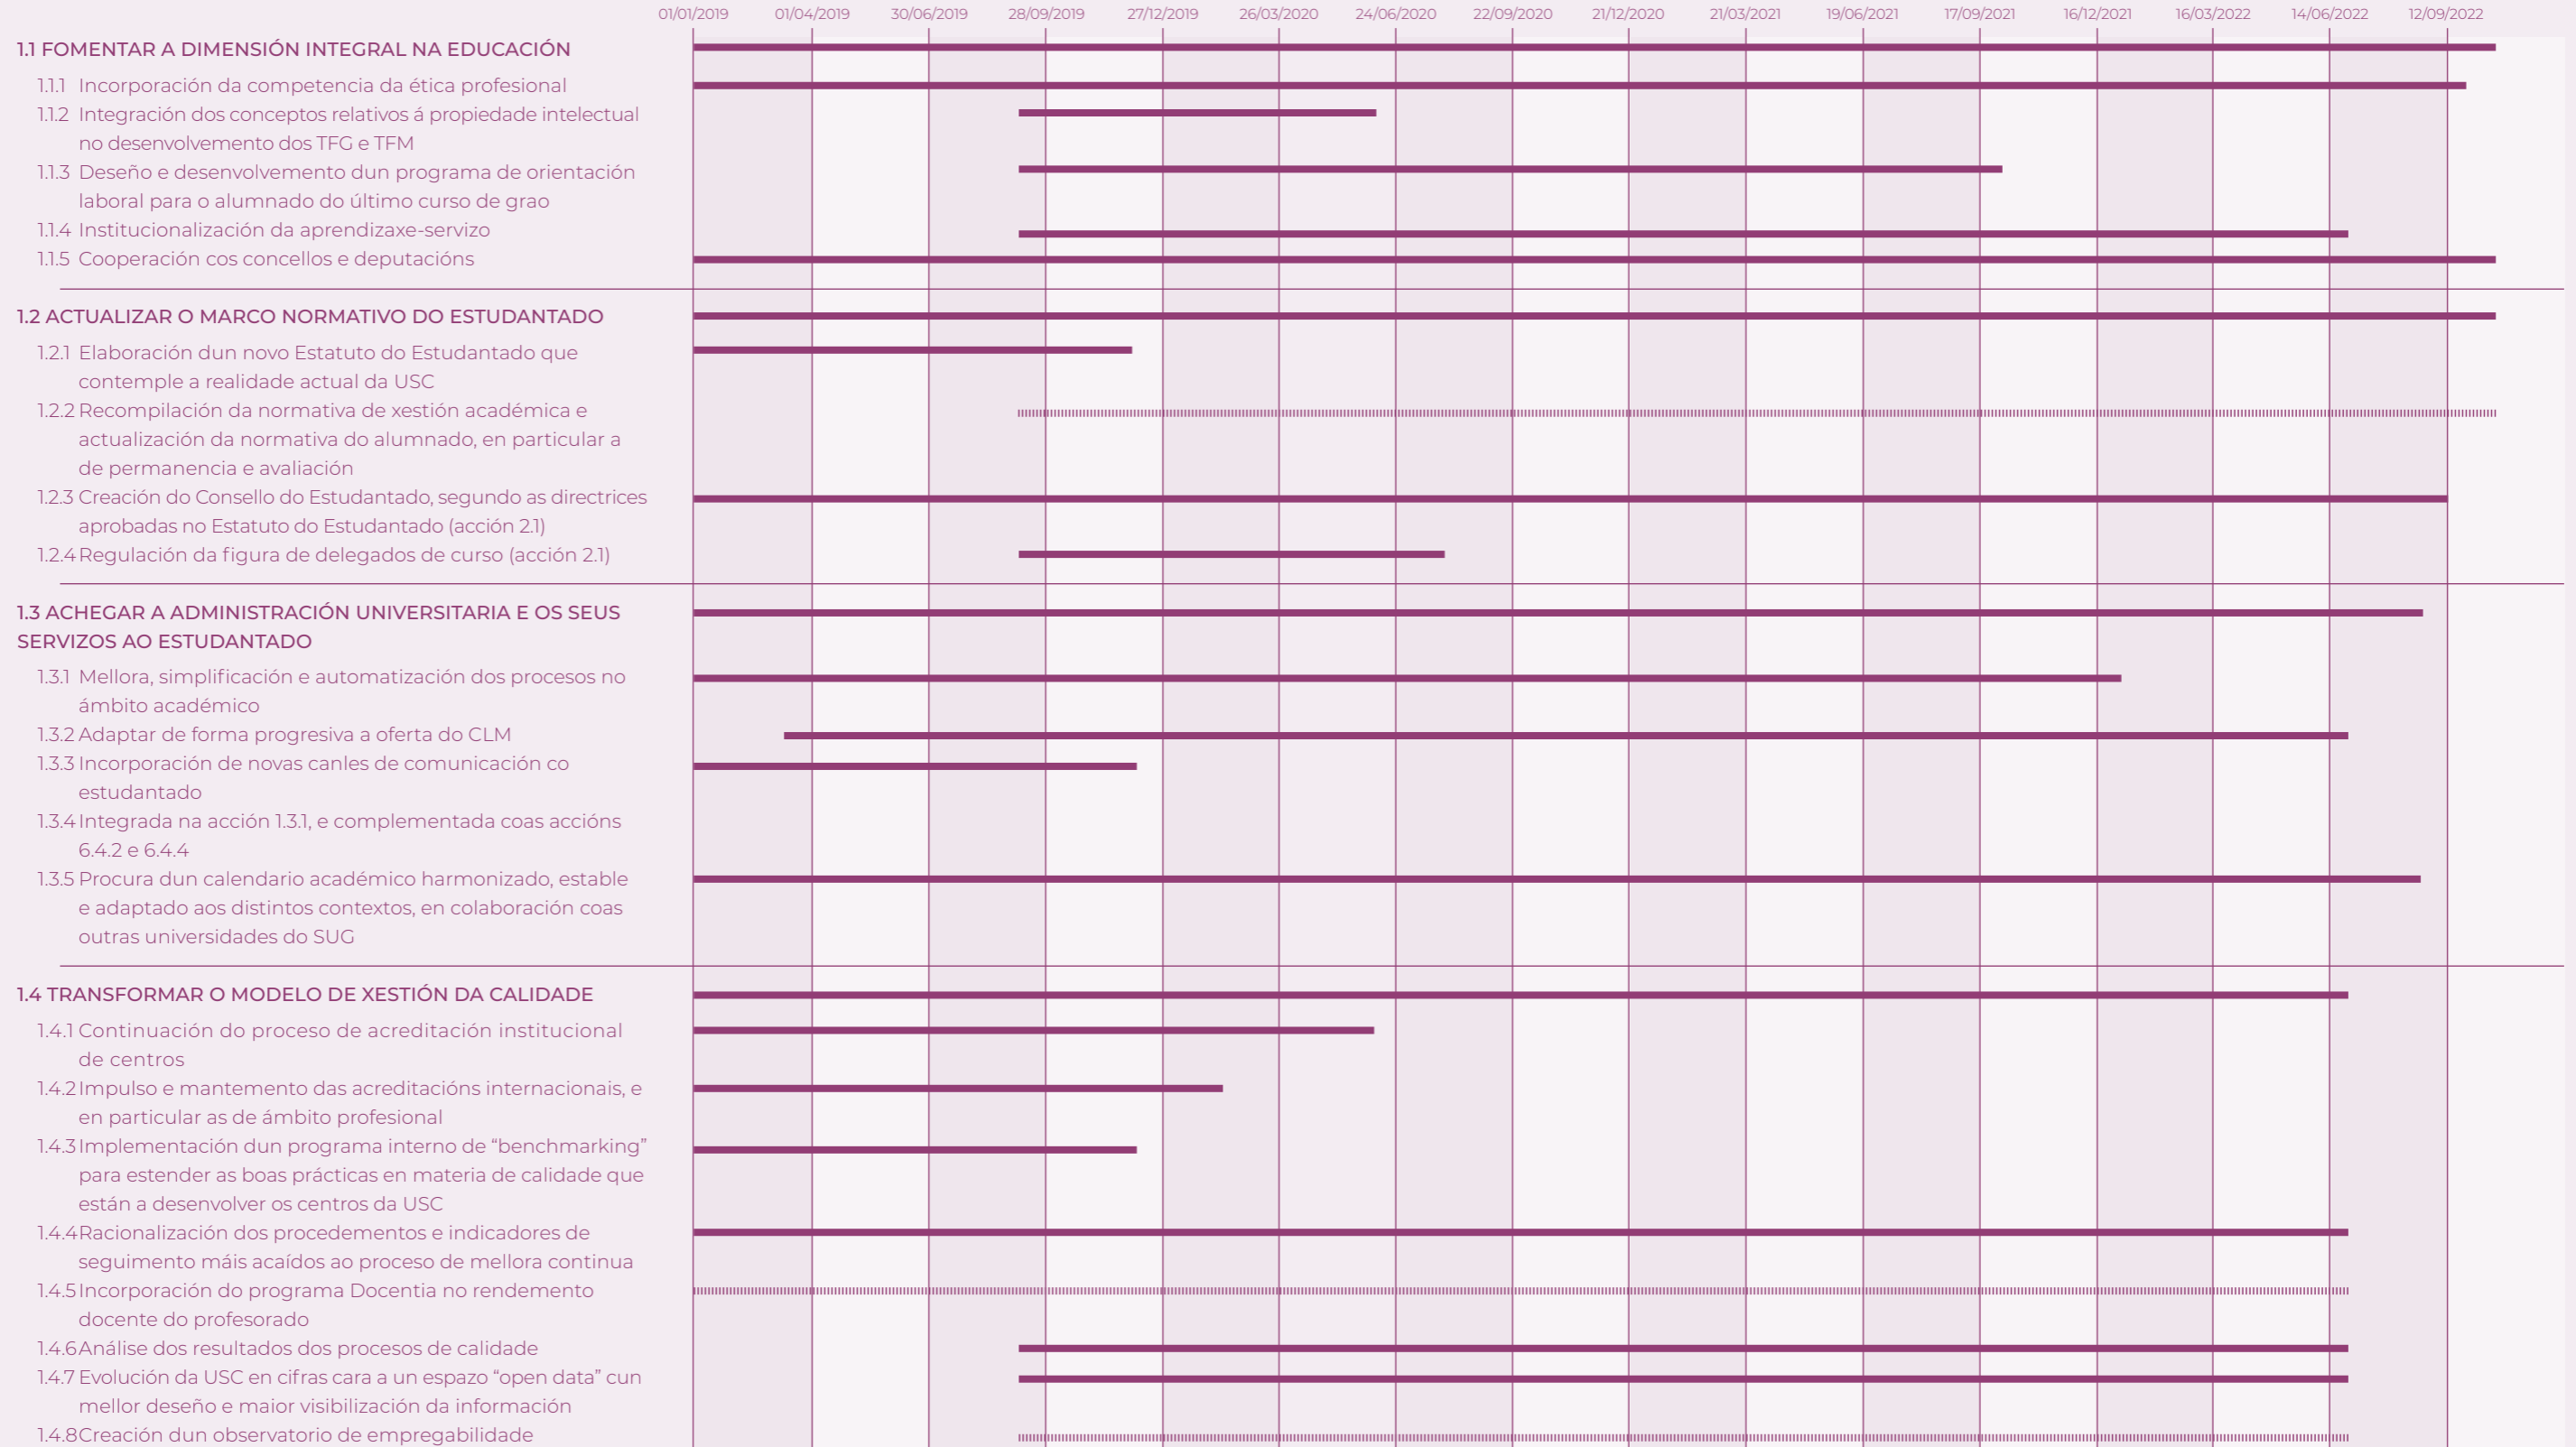 01/01/2019 01/04/2019 30/06/2019 28/09/2019 27/12/2019 26/03/2020 24/06/2020 22/09/2020 21/12/2020 21/03/2021 19/06/2021 17/09/2021 16/12/2021 16/03/2022 14/06/2022 12/09/2022
1.1 FOMENTAR A DIMENSIÓN INTEGRAL NA EDUCACIÓN
1.1.1 Incorporación da competencia da ética profesional
1.1.2 Integración dos conceptos relativos á propiedade intelectual
no desenvolvemento dos TFG e TFM
1.1.3 Deseño e desenvolvemento dun programa de orientación
laboral para o alumnado do último curso de grao
1.1.4 Institucionalización da aprendizaxe-servizo
1.1.5 Cooperación cos concellos e deputacións
1.2 ACTUALIZAR O MARCO NORMATIVO DO ESTUDANTADO
1.2.1 Elaboración dun novo Estatuto do Estudantado que
contemple a realidade actual da USC
1.2.2 Recompilación da normativa de xestión académica e
actualización da normativa do alumnado, en particular a
de permanencia e avaliación
1.2.3 Creación do Consello do Estudantado, segundo as directrices
aprobadas no Estatuto do Estudantado (acción 2.1)
1.2.4 Regulación da figura de delegados de curso (acción 2.1)
1.3 ACHEGAR A ADMINISTRACIÓN UNIVERSITARIA E OS SEUS
SERVIZOS AO ESTUDANTADO
1.3.1 Mellora, simplificación e automatización dos procesos no
ámbito académico
1.3.2 Adaptar de forma progresiva a oferta do CLM
1.3.3 Incorporación de novas canles de comunicación co
estudantado
1.3.4 Integrada na acción 1.3.1, e complementada coas accións
6.4.2 e 6.4.4
1.3.5 Procura dun calendario académico harmonizado, estable
e adaptado aos distintos contextos, en colaboración coas
outras universidades do SUG
1.4 TRANSFORMAR O MODELO DE XESTIÓN DA CALIDADE
1.4.1 Continuación do proceso de acreditación institucional
de centros
1.4.2 Impulso e mantemento das acreditacións internacionais, e
en particular as de ámbito profesional
1.4.3 Implementación dun programa interno de “benchmarking”
para estender as boas prácticas en materia de calidade que
están a desenvolver os centros da USC
1.4.4 Racionalización dos procedementos e indicadores de
seguimento máis acaídos ao proceso de mellora continua
1.4.5 Incorporación do programa Docentia no rendemento
docente do profesorado
1.4.6 Análise dos resultados dos procesos de calidade
1.4.7 Evolución da USC en cifras cara a un espazo “open data” cun
mellor deseño e maior visibilización da información
1.4.8 Creación dun observatorio de empregabilidade